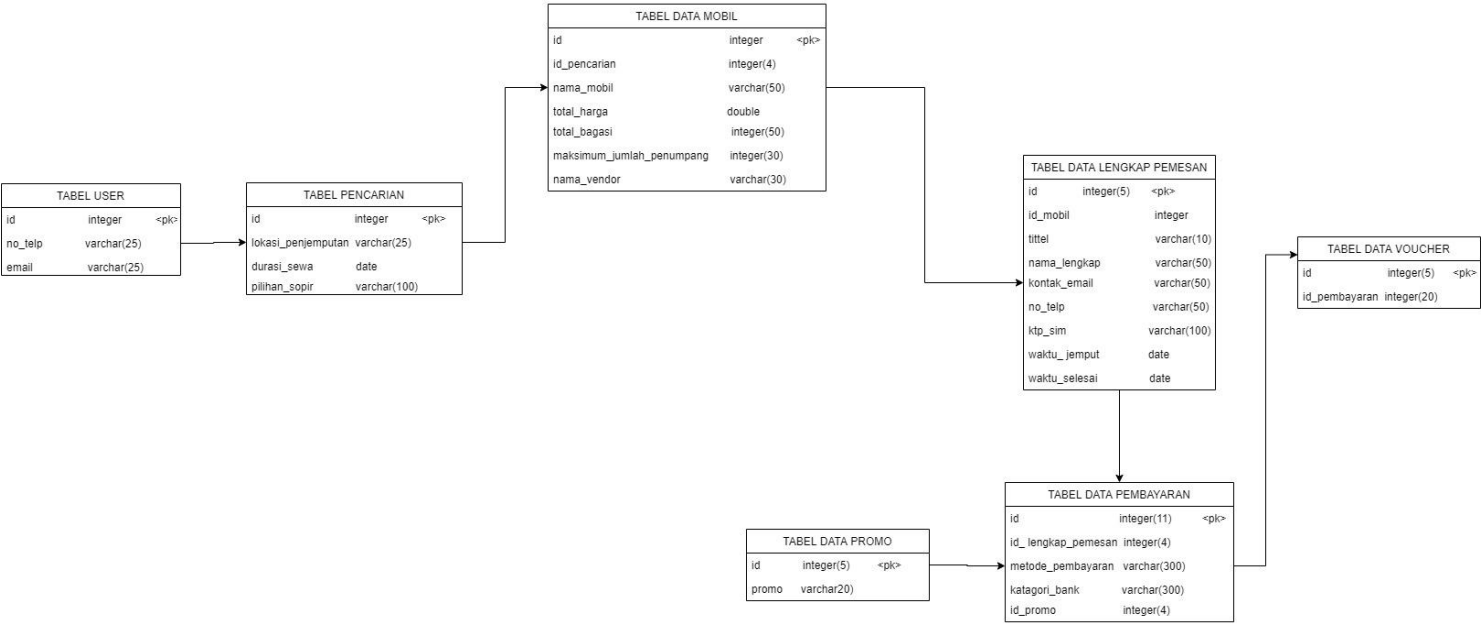 TABEL DATA MOBIL
id integer <pk>
id_pencarian integer(4)
nama_mobil varchar(50)
total_harga double
total_bagasi integer(50)
maksimum_jumlah_penumpang integer(30)
nama_vendor varchar(30)
TABEL USER
id integer <pk>
no_telp varchar(25)
email varchar(25)
TABEL PENCARIAN
id integer <pk>
lokasi_penjemputan varchar(25)
durasi_sewa date
pilihan_sopir varchar(100)
TABEL DATA LENGKAP PEMESAN
id integer(5) <pk>
id_mobil integer
tittel varchar(10)
nama_lengkap varchar(50)
kontak_email varchar(50)
no_telp varchar(50)
ktp_sim varchar(100)
waktu_ jemput date
waktu_selesai date
TABEL DATA VOUCHER
id integer(5) <pk>
id_pembayaran integer(20)
TABEL DATA PEMBAYARAN
id integer(11) <pk>
id_ lengkap_pemesan integer(4)
metode_pembayaran varchar(300)
katagori_bank varchar(300)
id_promo integer(4)
TABEL DATA PROMO
id integer(5) <pk>
promo varchar20)